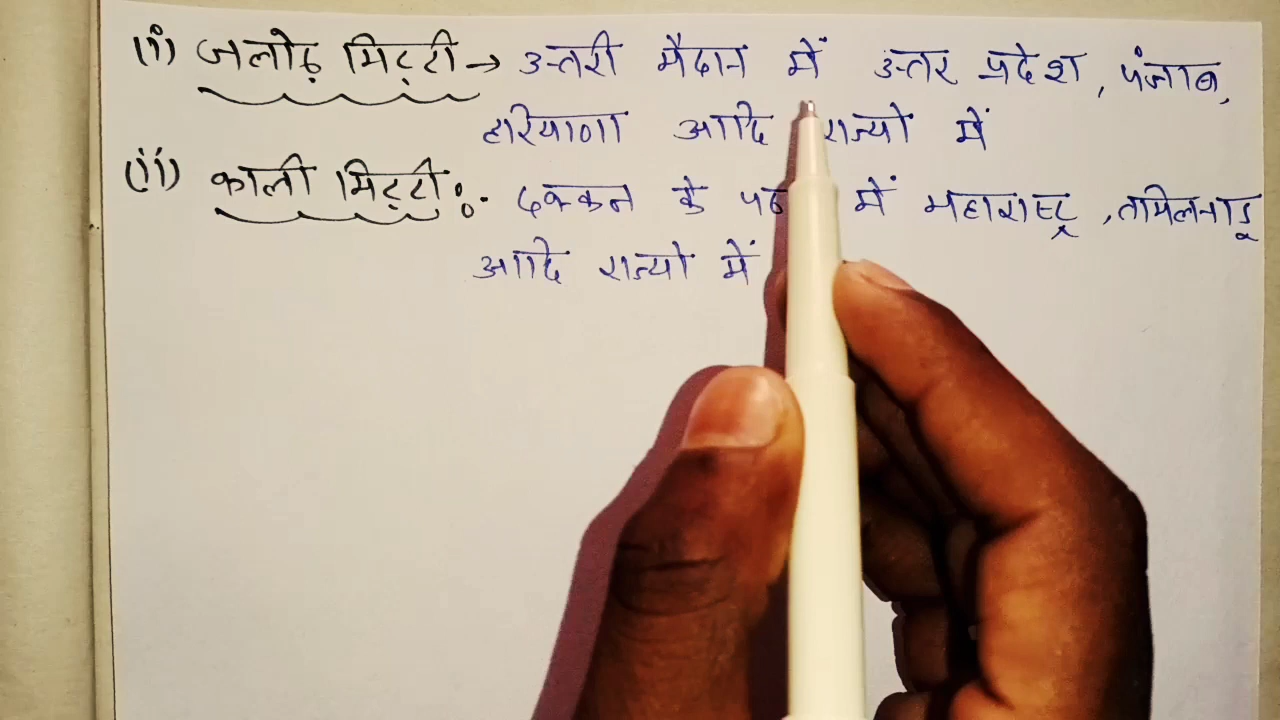 (i) जलोढ़ मिट्टी → उत्तरी मैदान में उत्तर प्रदेश, पंजाब,
हरियाणा आदि राज्यो में
(ii) काली मिट्टी :- दक्कन के में महाराष्ट्र, तमिलनाडू
आदि राज्यो में